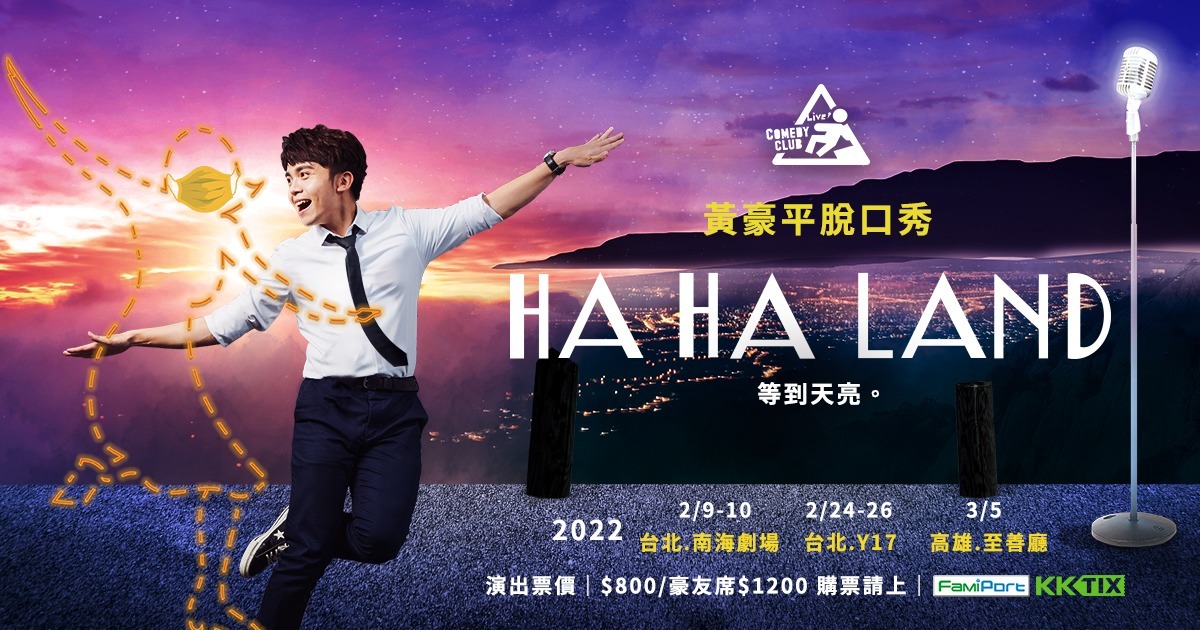 Live!
COMEDY
CLUB
黃豪平脫口秀
HA HA LAND
等到天亮。
2022
2/9-10
台北.南海劇場
2/24-26
台北.Y17
3/5
高雄.至善廳
演出票價｜$800/豪友席$1200 購票請上｜FamiPort KKTIX